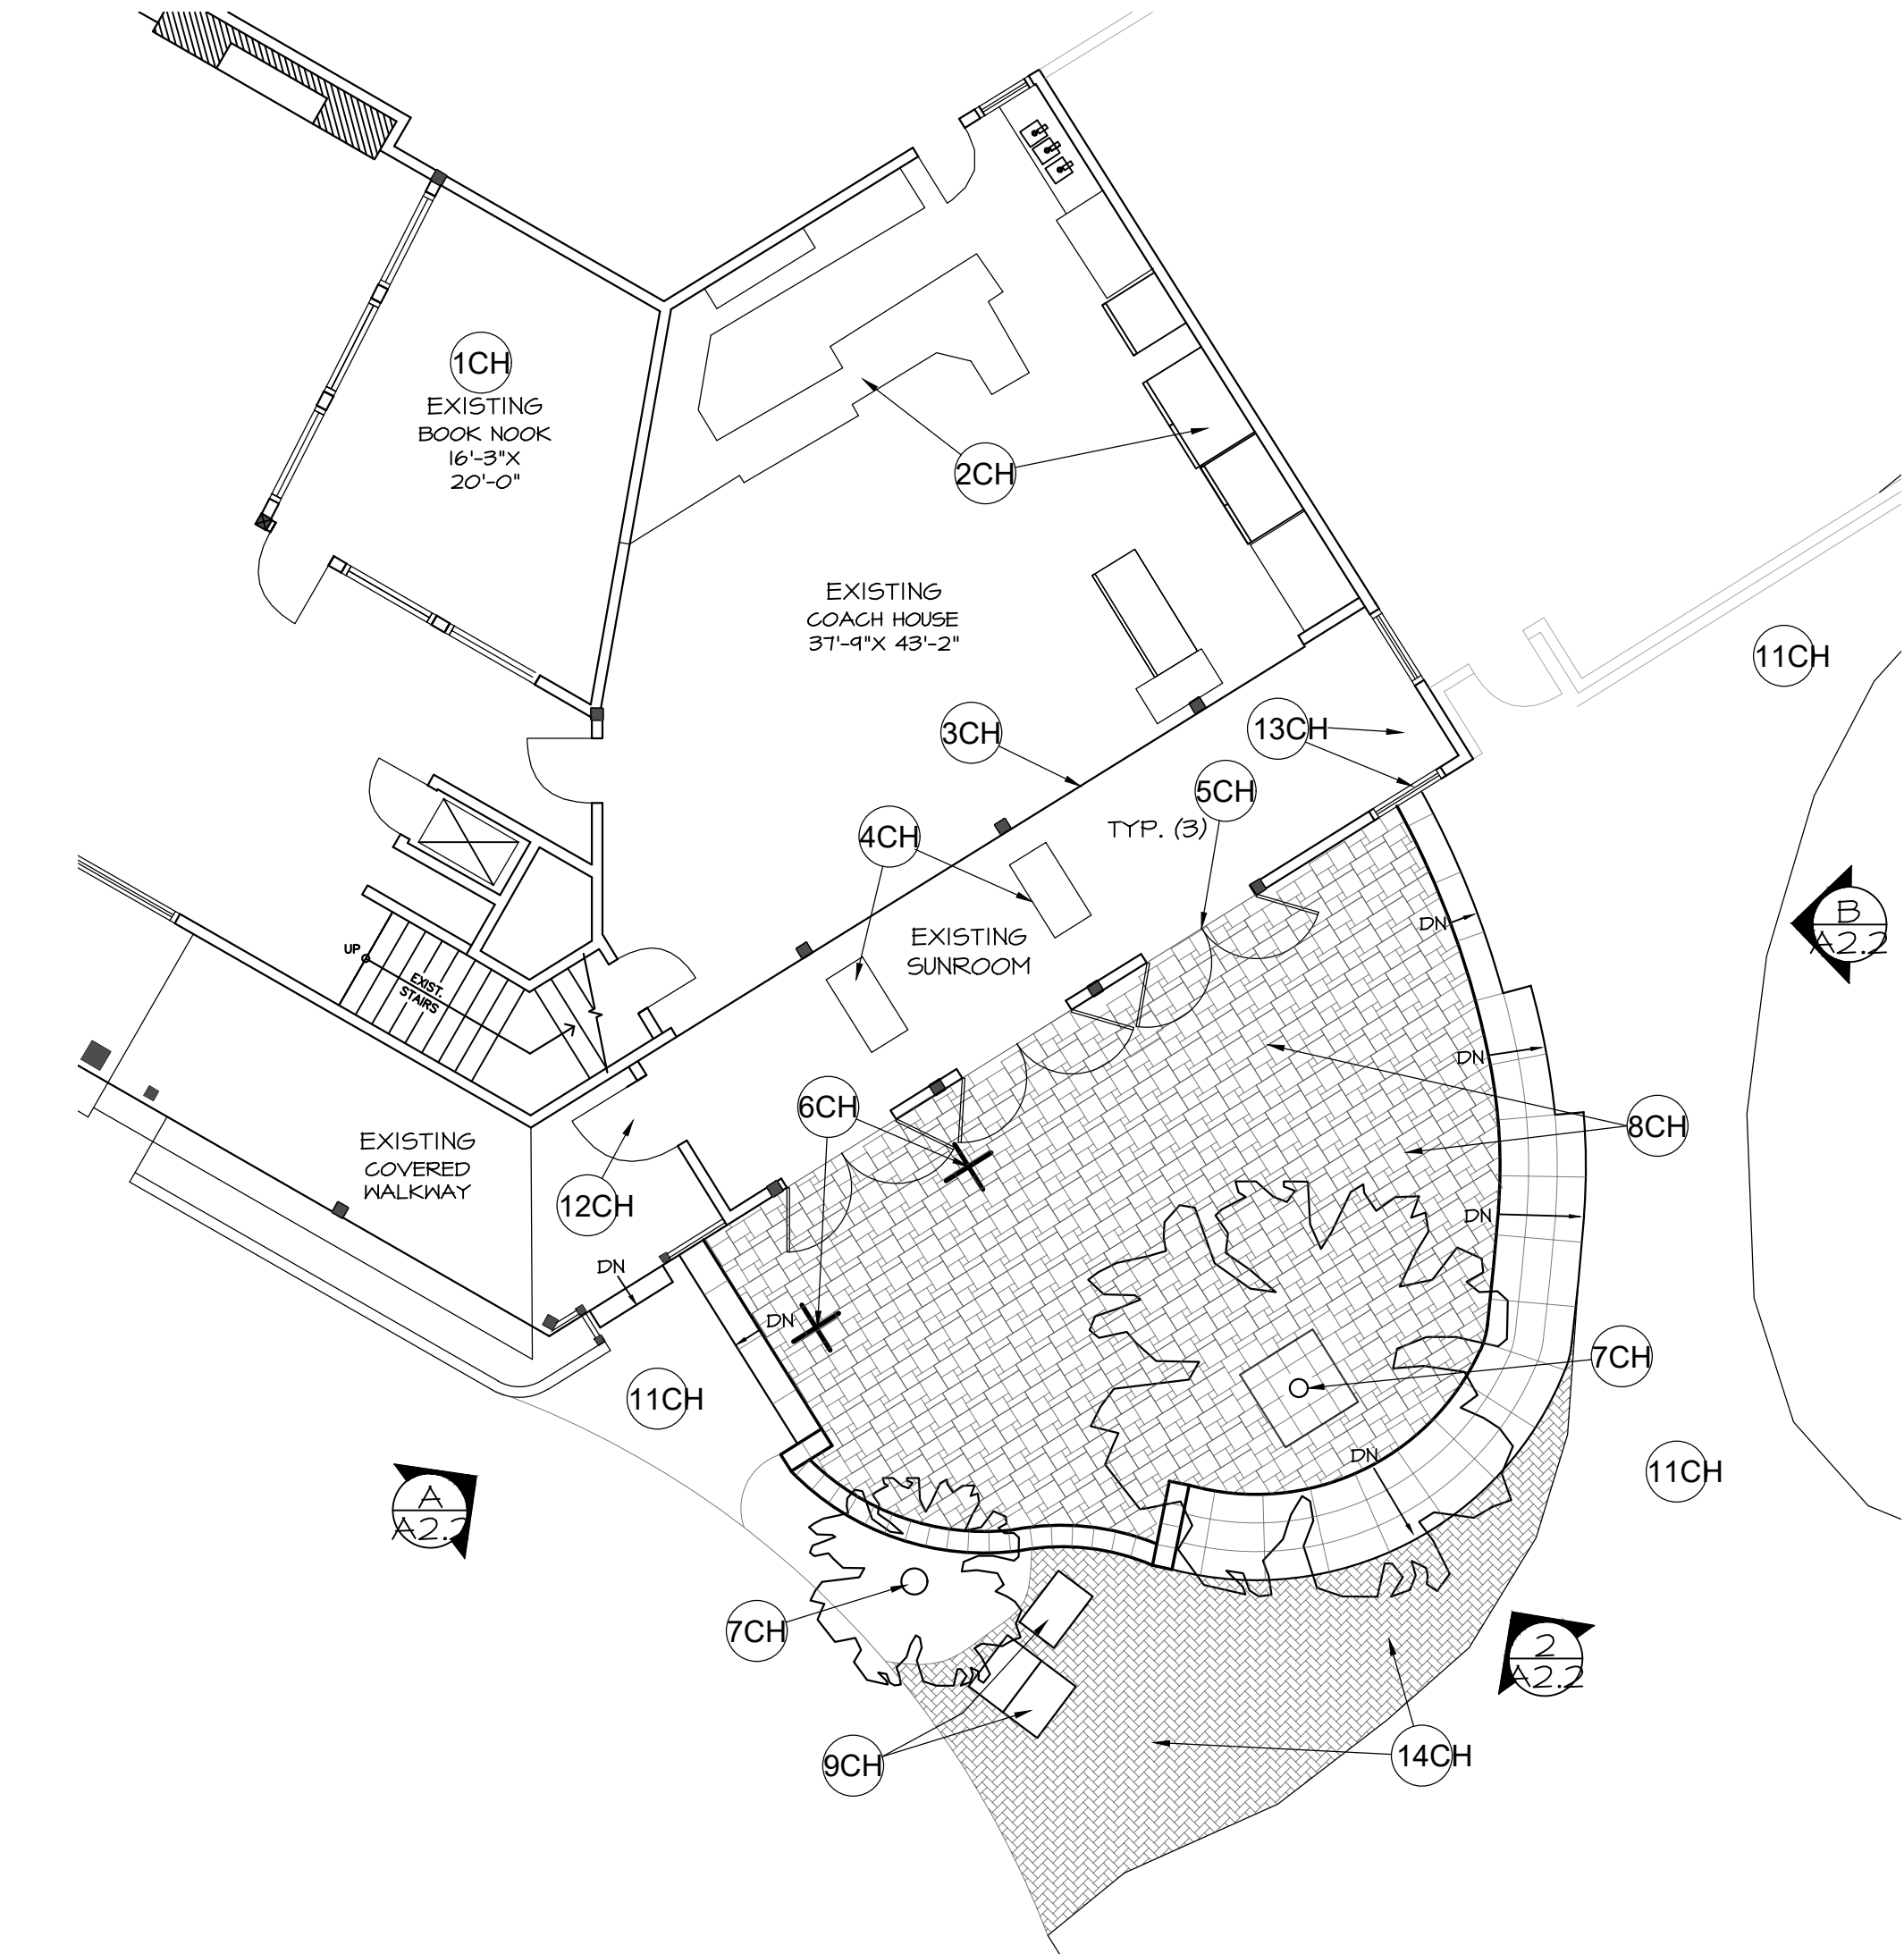 1CH
EXISTING
BOOK NOOK
16'-3"X
20'-0"
2CH
EXISTING
COACH HOUSE
37'-9"X 43'-2"
11CH
3CH
13CH
5CH
TYP. (3)
4CH
EXISTING
SUNROOM
DN
B
A2.2
UP
EXIST.
STAIRS
DN
6CH
8CH
EXISTING
COVERED
WALKWAY
12CH
DN
DN
DN
7CH
11CH
DN
11CH
A
A2.2
7CH
2
A2.2
9CH
14CH